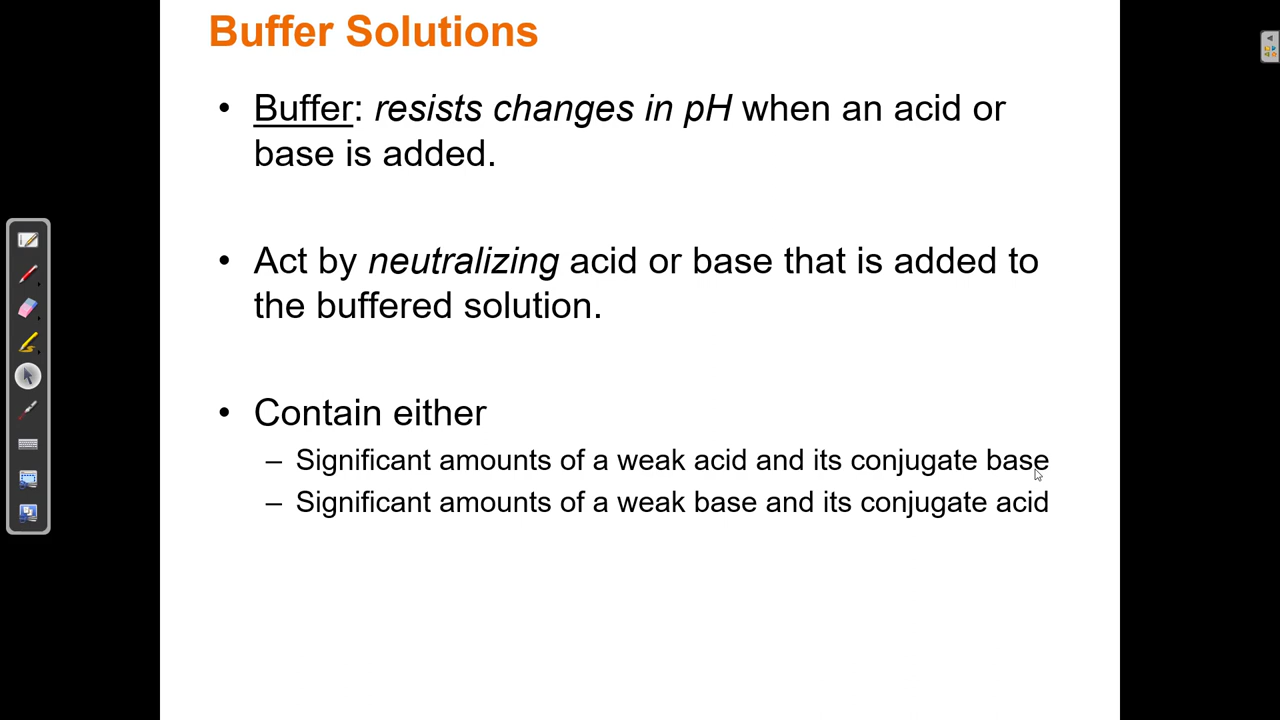 Buffer Solutions
• Buffer: resists changes in pH when an acid or
base is added.
• Act by neutralizing acid or base that is added to
the buffered solution.
• Contain either
– Significant amounts of a weak acid and its conjugate base
– Significant amounts of a weak base and its conjugate acid